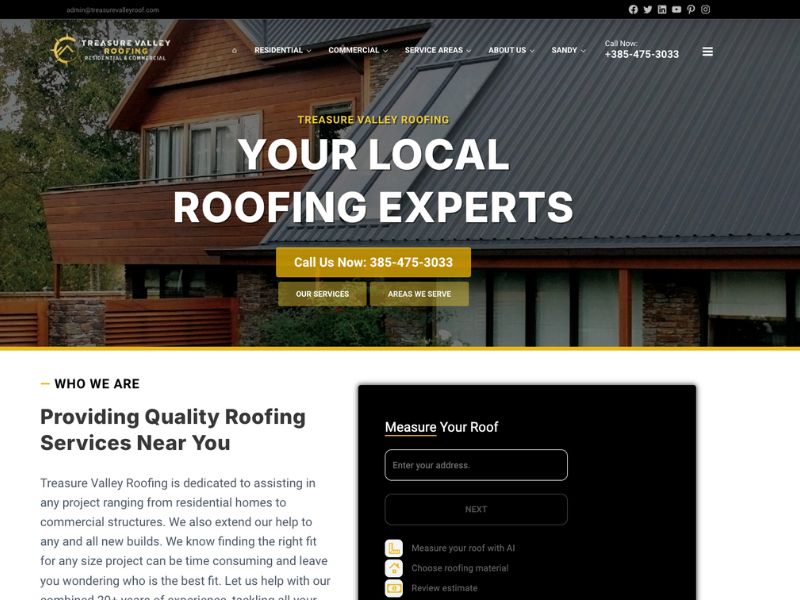 admin@treasurevalleyroof.com
TREASURE VALLEY
ROOFING
RESIDENTIAL & COMMERCIAL
RESIDENTIAL
COMMERCIAL
SERVICE AREAS
ABOUT US
SANDY
Call Now:
+385-475-3033
TREASURE VALLEY ROOFING
YOUR LOCAL
ROOFING EXPERTS
Call Us Now: 385-475-3033
OUR SERVICES
AREAS WE SERVE
WHO WE ARE
Providing Quality Roofing
Services Near You
Treasure Valley Roofing is dedicated to assisting in
any project ranging from residential homes to
commercial structures. We also extend our help to
any and all new builds. We know finding the right fit
for any size project can be time consuming and leave
you wondering who is the best fit. Let us help with our
combined 20+ years of experience, tackling all your
Measure Your Roof
Enter your address.
NEXT
Measure your roof with AI
Choose roofing material
Review estimate